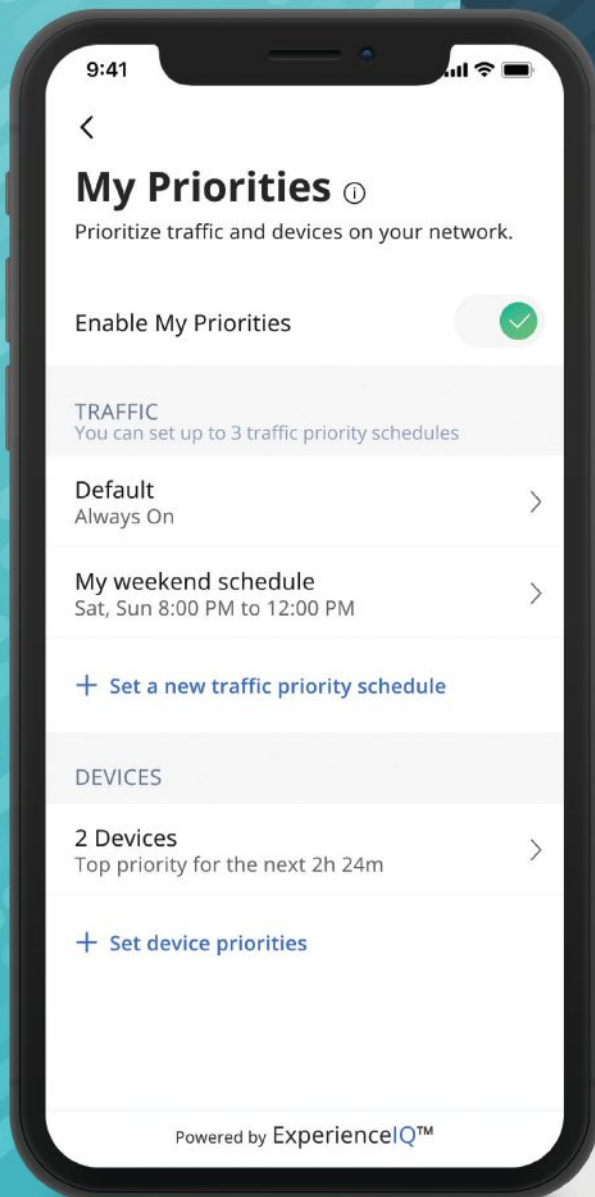 9:41
My Priorities
Prioritize traffic and devices on your network.
Enable My Priorities
TRAFFIC
You can set up to 3 traffic priority schedules
Default
Always On
My weekend schedule
Sat, Sun 8:00 PM to 12:00 PM
+ Set a new traffic priority schedule
DEVICES
2 Devices
Top priority for the next 2h 24m
+ Set device priorities
Powered by ExperienceIQ™